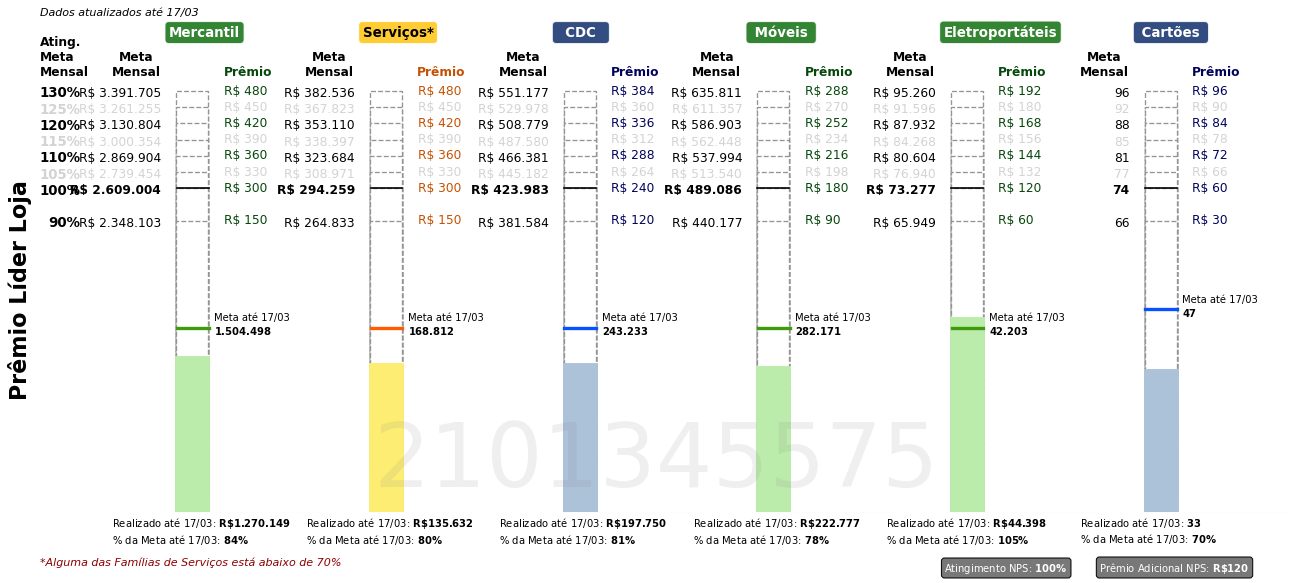 Dados atualizados até 17/03
Mercantil Serviços* CDC Móveis Eletroportáteis Cartões
Ating. Meta Mensal Meta Mensal Prêmio Meta Mensal Prêmio Meta Mensal Prêmio Meta Mensal Prêmio Meta Mensal Prêmio Meta Mensal Prêmio
130% R$ 3.391.705 R$ 480 R$ 382.536 R$ 480 R$ 551.177 R$ 384 R$ 635.811 R$ 288 R$ 95.260 R$ 192 96 R$ 96
125% R$ 3.261.255 R$ 450 R$ 367.823 R$ 450 R$ 529.978 R$ 360 R$ 611.357 R$ 270 R$ 91.596 R$ 180 92 R$ 90
120% R$ 3.130.804 R$ 420 R$ 353.110 R$ 420 R$ 508.779 R$ 336 R$ 586.903 R$ 252 R$ 87.932 R$ 168 88 R$ 84
115% R$ 3.000.354 R$ 390 R$ 338.397 R$ 390 R$ 487.580 R$ 312 R$ 562.448 R$ 234 R$ 84.268 R$ 156 85 R$ 78
110% R$ 2.869.904 R$ 360 R$ 323.684 R$ 360 R$ 466.381 R$ 288 R$ 537.994 R$ 216 R$ 80.604 R$ 144 81 R$ 72
105% R$ 2.739.454 R$ 330 R$ 308.971 R$ 330 R$ 445.182 R$ 264 R$ 513.540 R$ 198 R$ 76.940 R$ 132 77 R$ 66
100% R$ 2.609.004 R$ 300 R$ 294.259 R$ 300 R$ 423.983 R$ 240 R$ 489.086 R$ 180 R$ 73.277 R$ 120 74 R$ 60
90% R$ 2.348.103 R$ 150 R$ 264.833 R$ 150 R$ 381.584 R$ 120 R$ 440.177 R$ 90 R$ 65.949 R$ 60 66 R$ 30
Prêmio Líder Loja
Meta até 17/03 Meta até 17/03 Meta até 17/03 Meta até 17/03 Meta até 17/03 Meta até 17/03
1.504.498 168.812 243.233 282.171 42.203 47
2101345575
Realizado até 17/03: R$1.270.149 Realizado até 17/03: R$135.632 Realizado até 17/03: R$197.750 Realizado até 17/03: R$222.777 Realizado até 17/03: R$44.398 Realizado até 17/03: 33
% da Meta até 17/03: 84% % da Meta até 17/03: 80% % da Meta até 17/03: 81% % da Meta até 17/03: 78% % da Meta até 17/03: 105% % da Meta até 17/03: 70%
*Alguma das Famílias de Serviços está abaixo de 70% Atingimento NPS: 100% Prêmio Adicional NPS: R$120